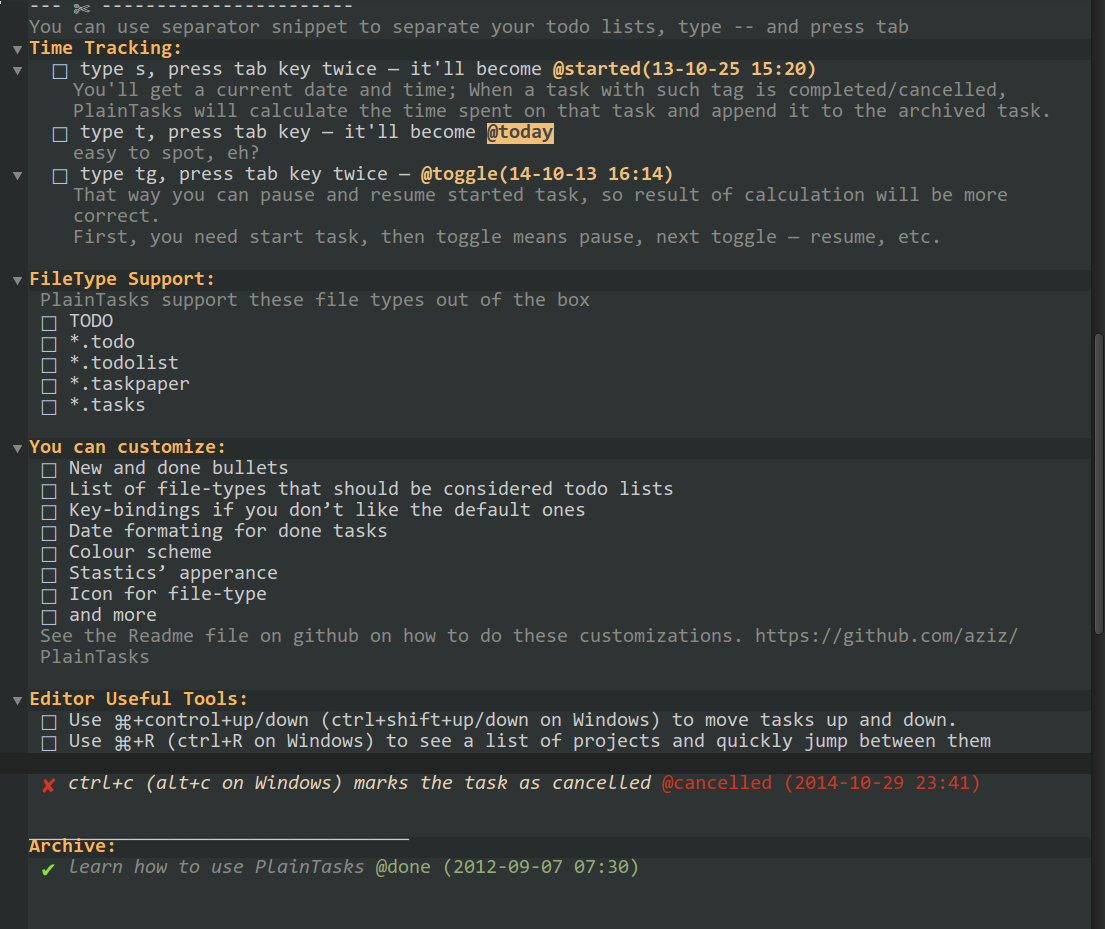 --- ✄ -----------------------
You can use separator snippet to separate your todo lists, type -- and press tab
▼ Time Tracking:
▼ ☐ type s, press tab key twice — it'll become @started(13-10-25 15:20)
You'll get a current date and time; When a task with such tag is completed/cancelled,
PlainTasks will calculate the time spent on that task and append it to the archived task.
☐ type t, press tab key — it'll become @today
easy to spot, eh?
▼ ☐ type tg, press tab key twice — @toggle(14-10-13 16:14)
That way you can pause and resume started task, so result of calculation will be more
correct.
First, you need start task, then toggle means pause, next toggle — resume, etc.
▼ FileType Support:
PlainTasks support these file types out of the box
☐ TODO
☐ *.todo
☐ *.todolist
☐ *.taskpaper
☐ *.tasks
▼ You can customize:
☐ New and done bullets
☐ List of file-types that should be considered todo lists
☐ Key-bindings if you don’t like the default ones
☐ Date formating for done tasks
☐ Colour scheme
☐ Stastics’ apperance
☐ Icon for file-type
☐ and more
See the Readme file on github on how to do these customizations. https://github.com/aziz/
PlainTasks
▼ Editor Useful Tools:
☐ Use ⌘+control+up/down (ctrl+shift+up/down on Windows) to move tasks up and down.
☐ Use ⌘+R (ctrl+R on Windows) to see a list of projects and quickly jump between them
✘ ctrl+c (alt+c on Windows) marks the task as cancelled @cancelled (2014-10-29 23:41)
Archive:
✔ learn how to use PlainTasks @done (2012-09-07 07:30)